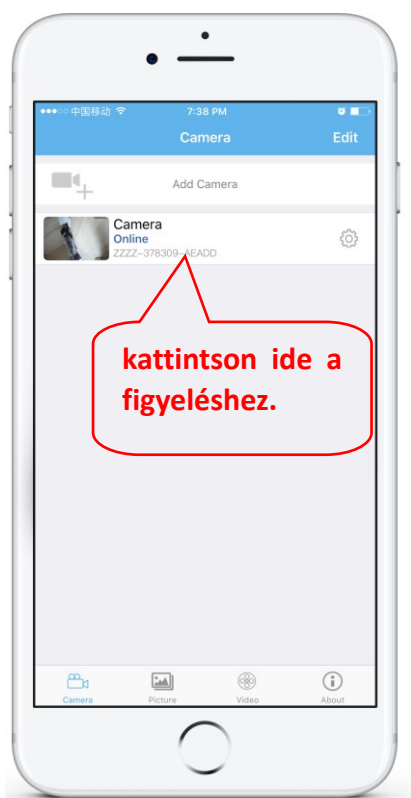 中国移动
7:38 PM
Camera
Edit
Add Camera
Camera
Online
ZZZZ-378309-AEADD
kattintson ide a
figyeléshez.
Camera
Picture
Video
About